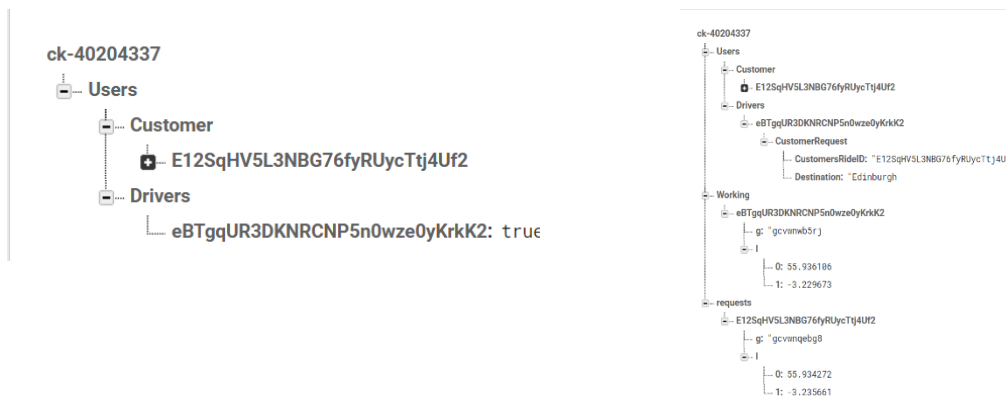 ck-40204337
Users
Customer
E12SqHV5L3NBG76fyRUycTtj4Uf2
Drivers
eBTgqUR3DKNRCNP5n0wze0yKrkK2: true
ck-40204337
Users
Customer
E12SqHV5L3NBG76fyRUycTtj4Uf2
Drivers
eBTgqUR3DKNRCNP5n0wze0yKrkK2
CustomerRequest
CustomersRideID: "E12SqHV5L3NBG76fyRUycTtj4U
Destination: "Edinburgh
Working
eBTgqUR3DKNRCNP5n0wze0yKrkK2
g: "gcvwnwb5rj
l
0: 55.936106
1: -3.229673
requests
E12SqHV5L3NBG76fyRUycTtj4Uf2
g: "gcvwnqebg8
l
0: 55.934272
1: -3.235661